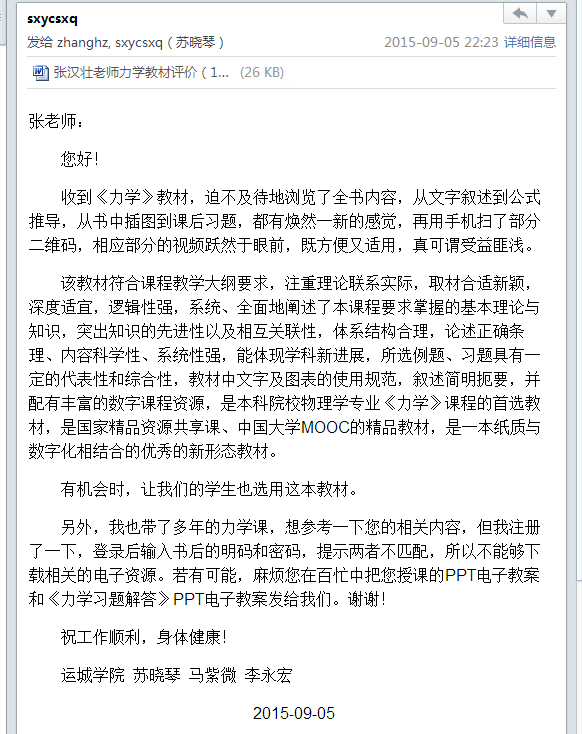 sxycsxq
发给 zhanghz, sxycsxq（苏晓琴） 2015-09-05 22:23 详细信息
张汉壮老师力学教材评价（1... (26 KB)
张老师：
您好！
收到《力学》教材，迫不及待地浏览了全书内容，从文字叙述到公式
推导，从书中插图到课后习题，都有焕然一新的感觉，再用手机扫了部分
二维码，相应部分的视频跃然于眼前，既方便又适用，真可谓受益匪浅。
该教材符合课程教学大纲要求，注重理论联系实际，取材合适新颖，
深度适宜，逻辑性强，系统、全面地阐述了本课程要求掌握的基本理论与
知识，突出知识的先进性以及相互关联性，体系结构合理，论述正确条
理、内容科学性、系统性强，能体现学科新进展，所选例题、习题具有一
定的代表性和综合性，教材中文字及图表的使用规范，叙述简明扼要，并
配有丰富的数字课程资源，是本科院校物理学专业《力学》课程的首选教
材，是国家精品资源共享课、中国大学MOOC的精品教材，是一本纸质与
数字化相结合的优秀的新形态教材。
有机会时，让我们的学生也选用这本教材。
另外，我也带了多年的力学课，想参考一下您的相关内容，但我注册
了一下，登录后输入书后的明码和密码，提示两者不匹配，所以不能够下
载相关的电子资源。若有可能，麻烦您在百忙中把您授课的PPT电子教案
和《力学习题解答》PPT电子教案发给我们。谢谢！
祝工作顺利，身体健康！
运城学院 苏晓琴 马紫微 李永宏
2015-09-05